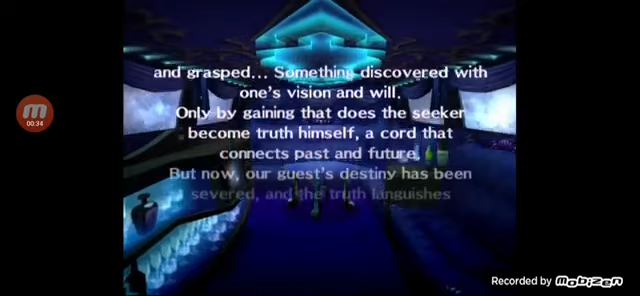 and grasped... Something discovered with
one's vision and will.
Only by gaining that does the seeker
become truth himself, a cord that
connects past and future.
But now, our guest's destiny has been
severed, and the truth languishes
00:34
Recorded by Mobizen